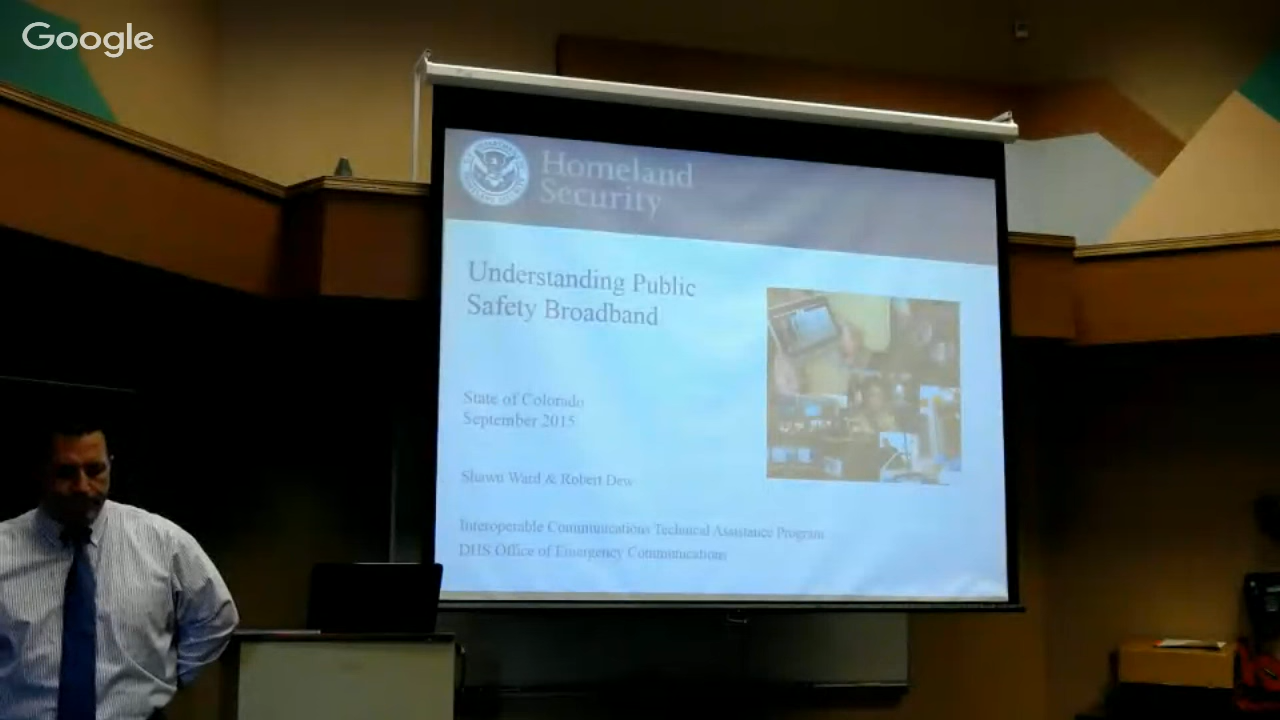 Google
Homeland
Security
Understanding Public
Safety Broadband
State of Colorado
September 2015
Shawn Ward & Robert Dew
Interoperable Communications Technical Assistance Program
DHS Office of Emergency Communications